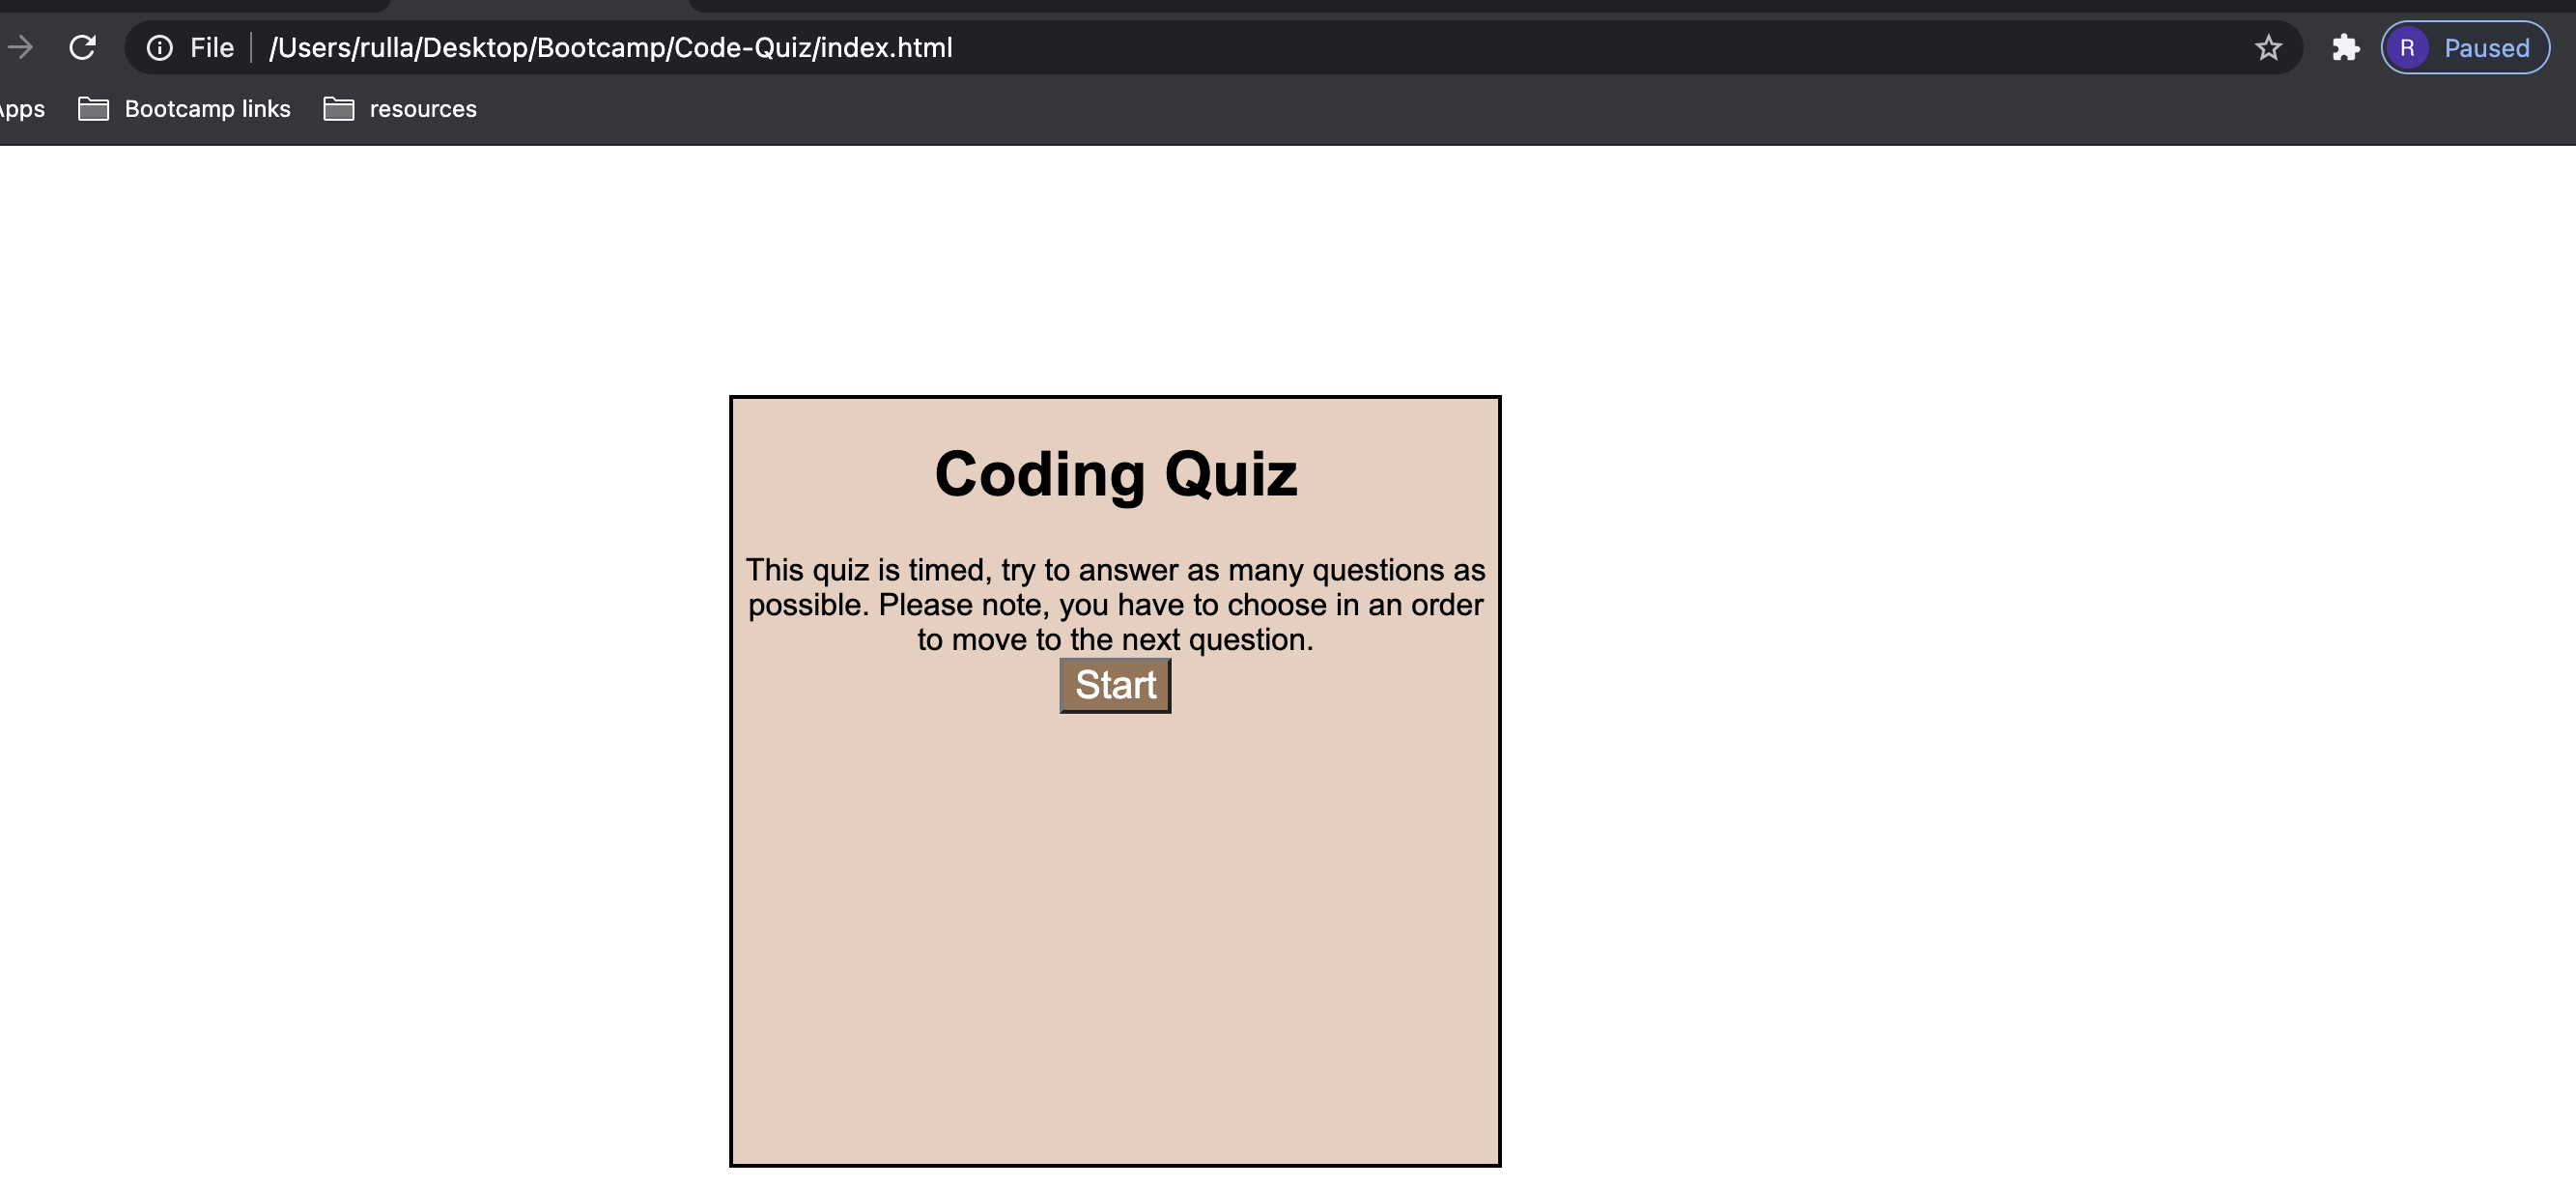 File /Users/rulla/Desktop/Bootcamp/Code-Quiz/index.html
R Paused
Bootcamp links resources
Coding Quiz
This quiz is timed, try to answer as many questions as
possible. Please note, you have to choose in an order
to move to the next question.
Start